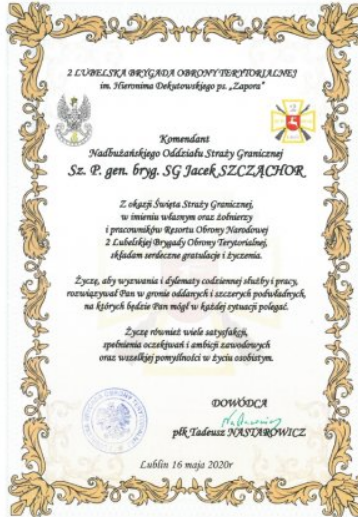 2 LUBELSKA BRYGADA OBRONY TERYTORIALNEJ
im. Hieronima Dekutowskiego ps. „Zapora”
Komendant
Nadbużańskiego Oddziału Straży Granicznej
Sz. P. gen. bryg. SG Jacek SZCZĄCHOR
Z okazji Święta Straży Granicznej,
w imieniu własnym oraz żołnierzy
i pracowników Resortu Obrony Narodowej
2 Lubelskiej Brygady Obrony Terytorialnej,
składam serdeczne gratulacje i życzenia.
Życzę, aby wyzwania i dylematy codziennej służby i pracy,
rozwiązywał Pan w gronie oddanych i szczerych podwładnych,
na których będzie Pan mógł w każdej sytuacji polegać.
Życzę również wiele satysfakcji,
spełnienia oczekiwań i ambicji zawodowych
oraz wszelkiej pomyślności w życiu osobistym.
DOWÓDCA
płk Tadeusz NASTAROWICZ
Lublin 16 maja 2020r